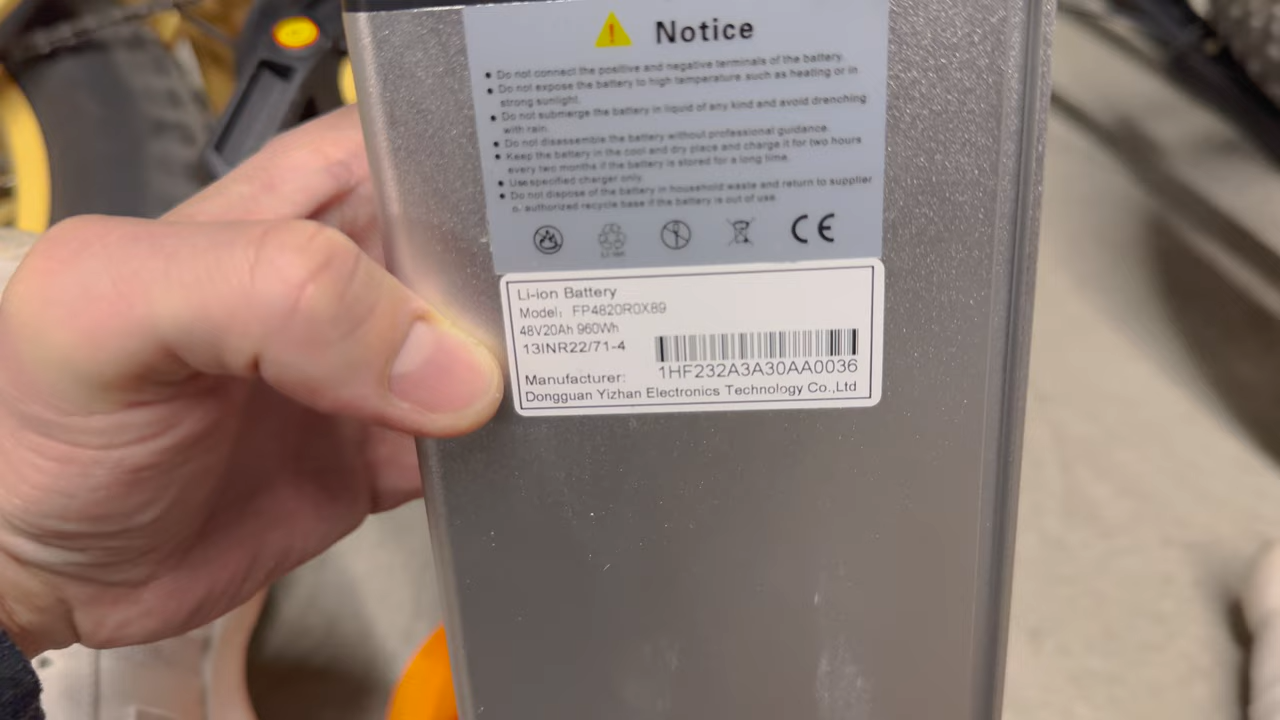 Notice
● Do not connect the positive and negative terminals of the battery.
● Do not expose the battery to high temperature such as heating or in
strong sunlight.
● Do not submerge the battery in liquid of any kind and avoid drenching
with rain.
● Do not disassemble the battery without professional guidance.
● Keep the battery in the cool and dry place and charge it for two hours
every two months if the battery is stored for a long time.
● Use specified charger only.
● Do not dispose of the battery in household waste and return to supplier
o. authorized recycle base if the battery is out of use.
CE
Li-ion Battery
Model: FP4820R0X89
48V20Ah 960Wh
13INR22/71-4
1HF232A3A30AA0036
Manufacturer:
Dongguan Yizhan Electronics Technology Co.,Ltd